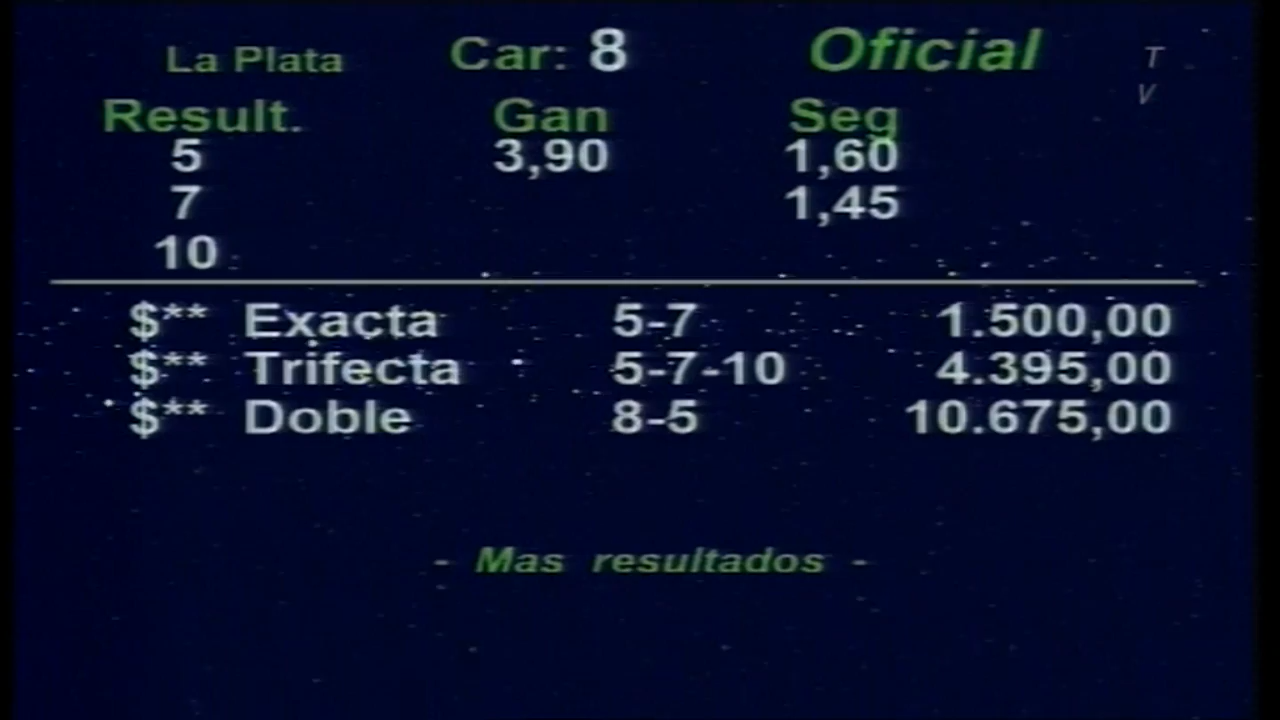 La Plata Car: 8 Oficial T
V
Result. Gan Seg
5 3,90 1,60
7 1,45
10
$** Exacta 5-7 1.500,00
$** Trifecta 5-7-10 4.395,00
$** Doble 8-5 10.675,00
- Mas resultados -